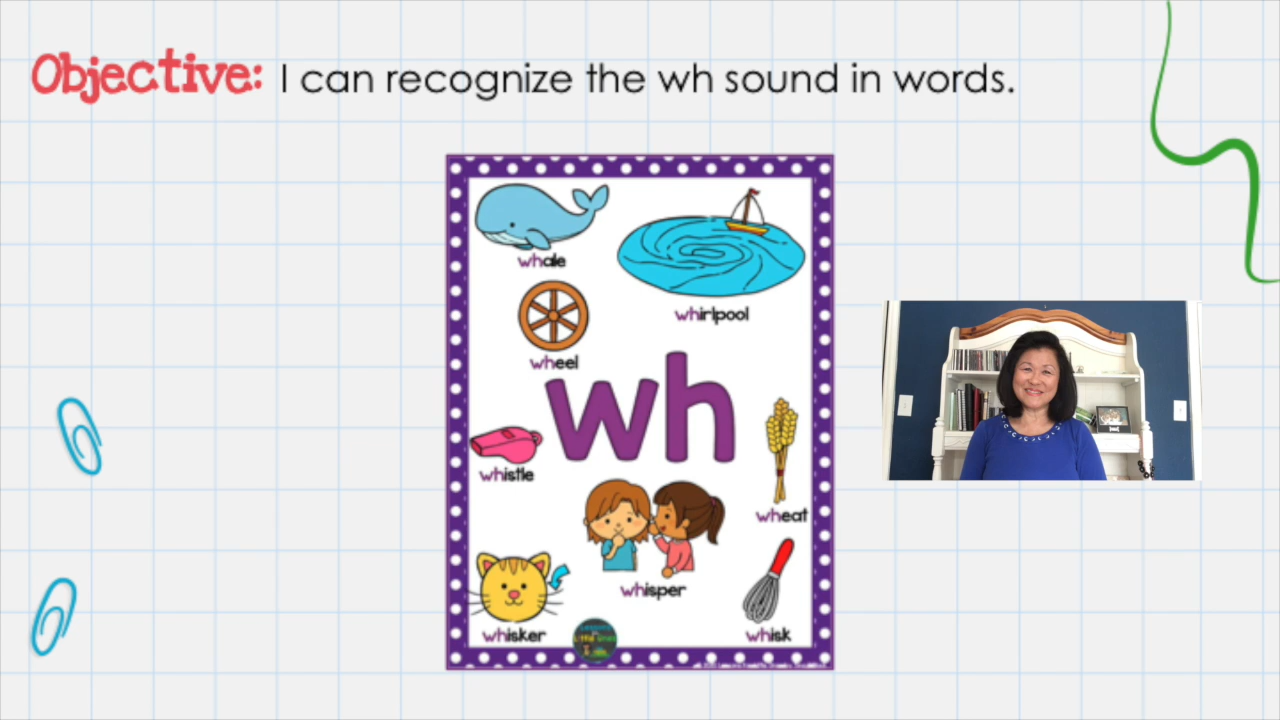 Objective: I can recognize the wh sound in words.
whale
whirlpool
wheel
wh
whistle
wheat
whisper
whisker
whisk